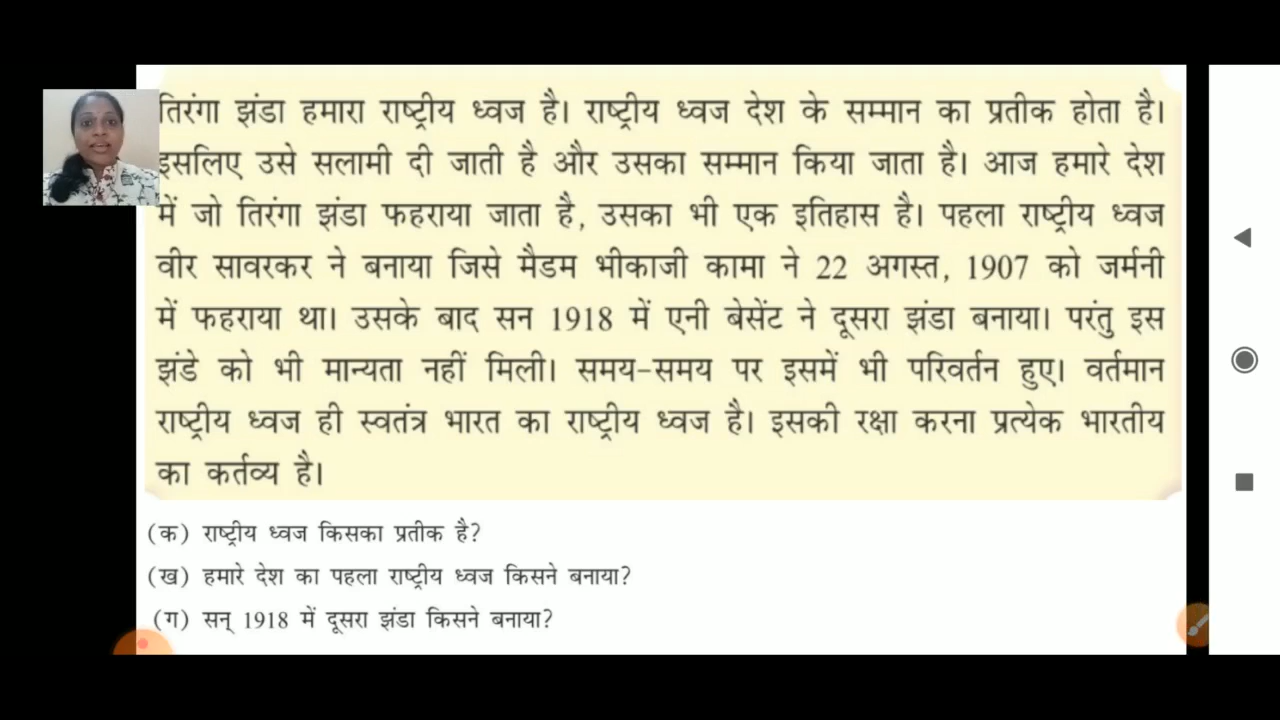 तिरंगा झंडा हमारा राष्ट्रीय ध्वज है। राष्ट्रीय ध्वज देश के सम्मान का प्रतीक होता है।
इसलिए उसे सलामी दी जाती है और उसका सम्मान किया जाता है। आज हमारे देश
में जो तिरंगा झंडा फहराया जाता है, उसका भी एक इतिहास है। पहला राष्ट्रीय ध्वज
वीर सावरकर ने बनाया जिसे मैडम भीकाजी कामा ने 22 अगस्त, 1907 को जर्मनी
में फहराया था। उसके बाद सन 1918 में एनी बेसेंट ने दूसरा झंडा बनाया। परंतु इस
झंडे को भी मान्यता नहीं मिली। समय-समय पर इसमें भी परिवर्तन हुए। वर्तमान
राष्ट्रीय ध्वज ही स्वतंत्र भारत का राष्ट्रीय ध्वज है। इसकी रक्षा करना प्रत्येक भारतीय
का कर्तव्य है।
(क) राष्ट्रीय ध्वज किसका प्रतीक है?
(ख) हमारे देश का पहला राष्ट्रीय ध्वज किसने बनाया?
(ग) सन् 1918 में दूसरा झंडा किसने बनाया?